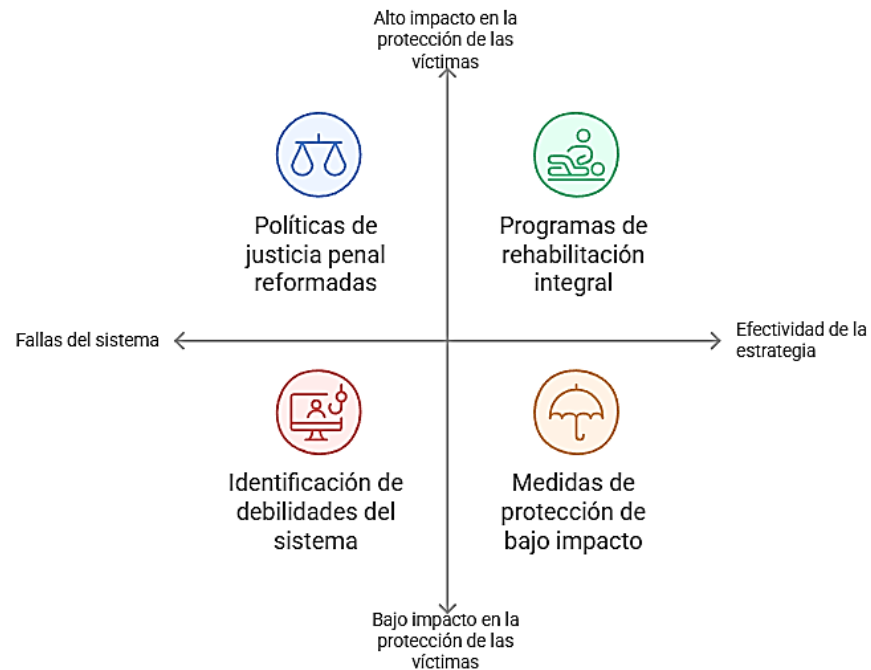 Alto impacto en la
protección de las
víctimas
Políticas de
justicia penal
reformadas
Programas de
rehabilitación
integral
Fallas del sistema
Efectividad de la
estrategia
Identificación de
debilidades del
sistema
Medidas de
protección de
bajo impacto
Bajo impacto en la
protección de las
víctimas